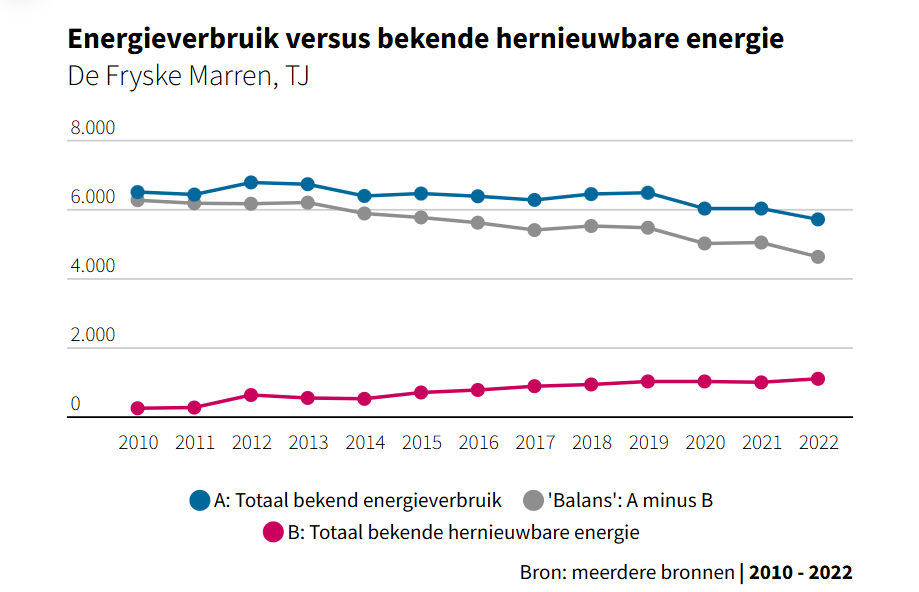 Energieverbruik versus bekende hernieuwbare energie
De Fryske Marren, TJ
8.000
6.000
4.000
2.000
0
2010 2011 2012 2013 2014 2015 2016 2017 2018 2019 2020 2021 2022
A: Totaal bekend energieverbruik 'Balans': A minus B
B: Totaal bekende hernieuwbare energie
Bron: meerdere bronnen | 2010 - 2022